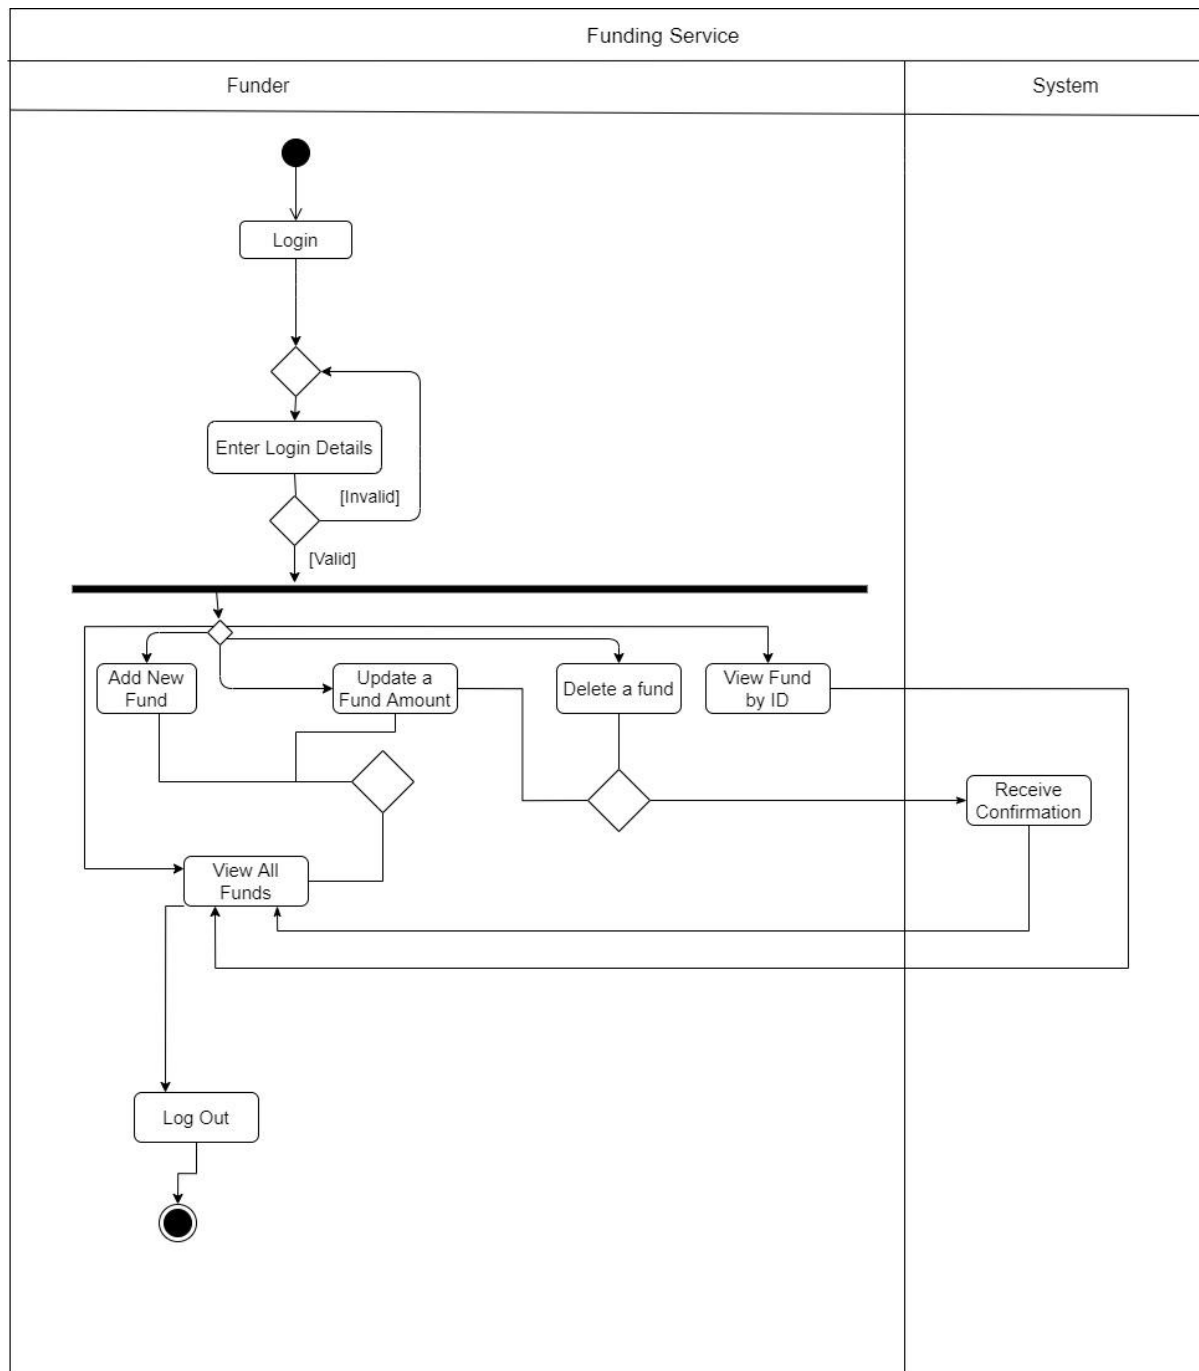 Funding Service
Funder
System
Login
Enter Login Details
[Invalid]
[Valid]
Add New
Fund
Update a
Fund Amount
Delete a fund
View Fund
by ID
Receive
Confirmation
View All
Funds
Log Out